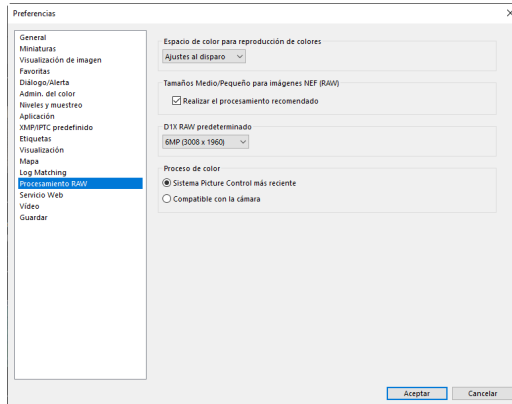 Preferencias
General
Miniaturas
Visualización de imagen
Favoritas
Diálogo/Alerta
Admin. del color
Niveles y muestreo
Aplicación
XMP/IPTC predefinido
Etiquetas
Visualización
Mapa
Log Matching
Procesamiento RAW
Servicio Web
Vídeo
Guardar
Espacio de color para reproducción de colores
Ajustes al disparo
Tamaños Medio/Pequeño para imágenes NEF (RAW)
Realizar el procesamiento recomendado
D1X RAW predeterminado
6MP (3008 x 1960)
Proceso de color
Sistema Picture Control más reciente
Compatible con la cámara
Aceptar
Cancelar